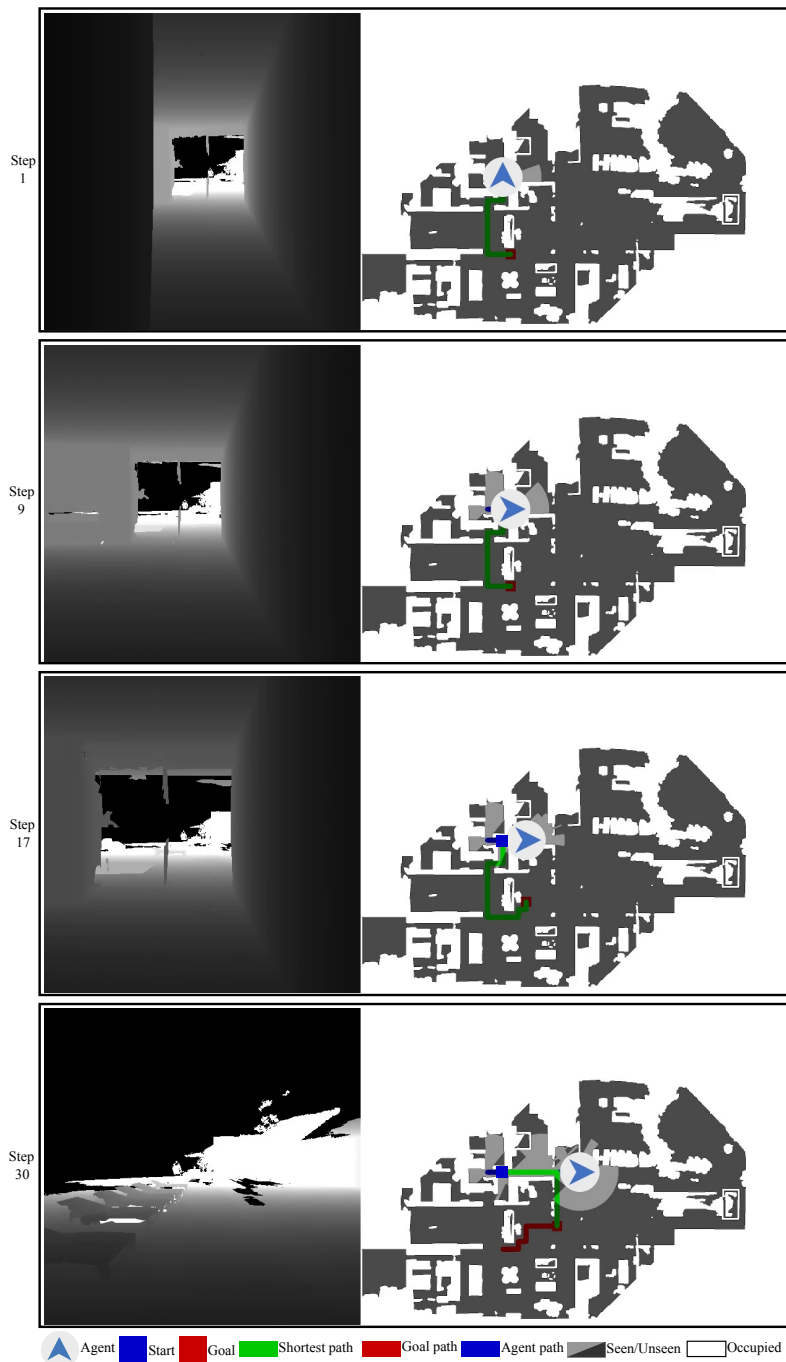 Step
1
Step
9
Step
17
Step
30
Agent Start Goal Shortest path Goal path Agent path Seen/Unseen Occupied